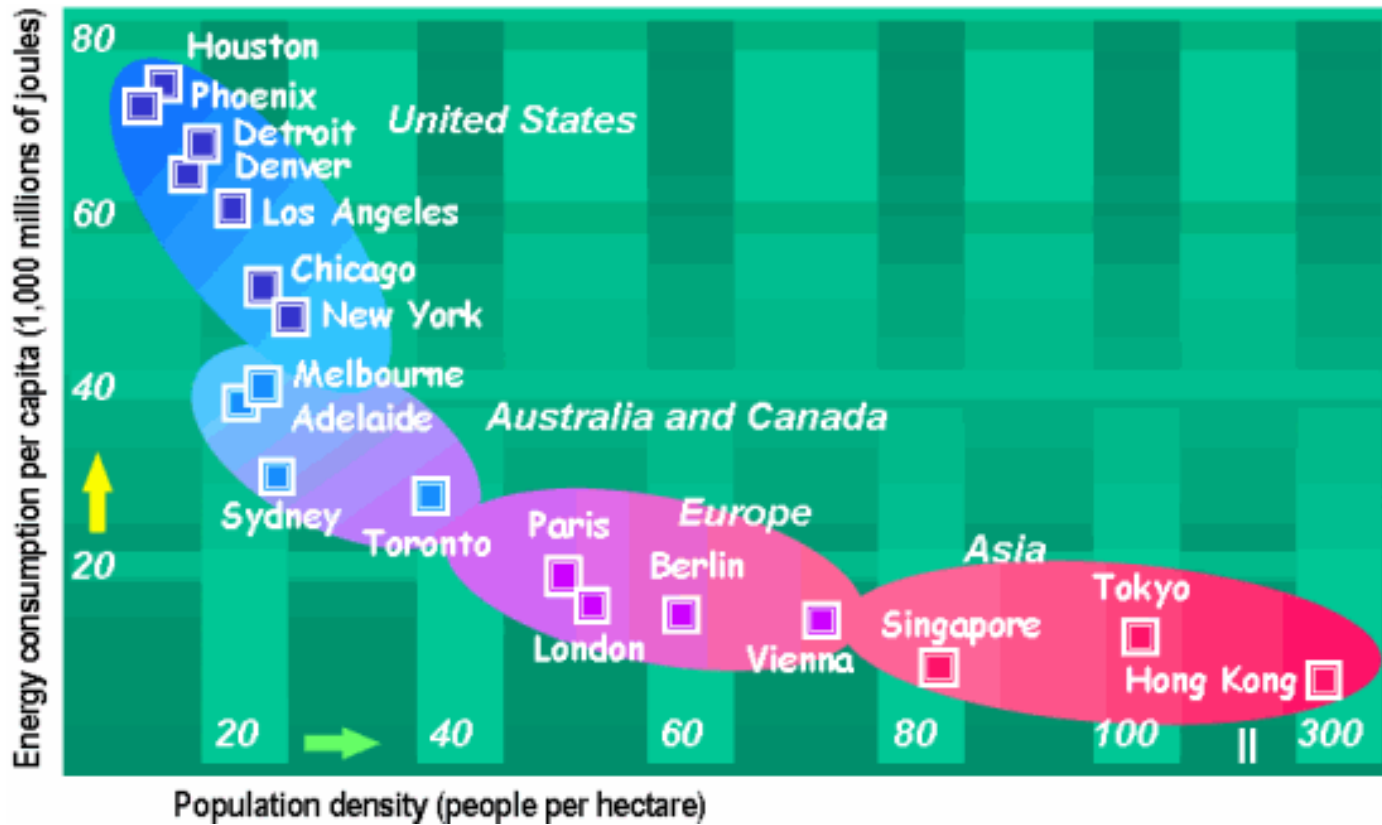 Energy consumption per capita (1,000 millions of joules)
80
Houston
Phoenix
United States
Detroit
Denver
60
Los Angeles
Chicago
New York
Melbourne
40
Adelaide
Australia and Canada
Sydney
Toronto
Paris
Europe
20
Berlin
Asia
Tokyo
London
Vienna
Singapore
Hong Kong
20
40
60
80
100
||
300
Population density (people per hectare)